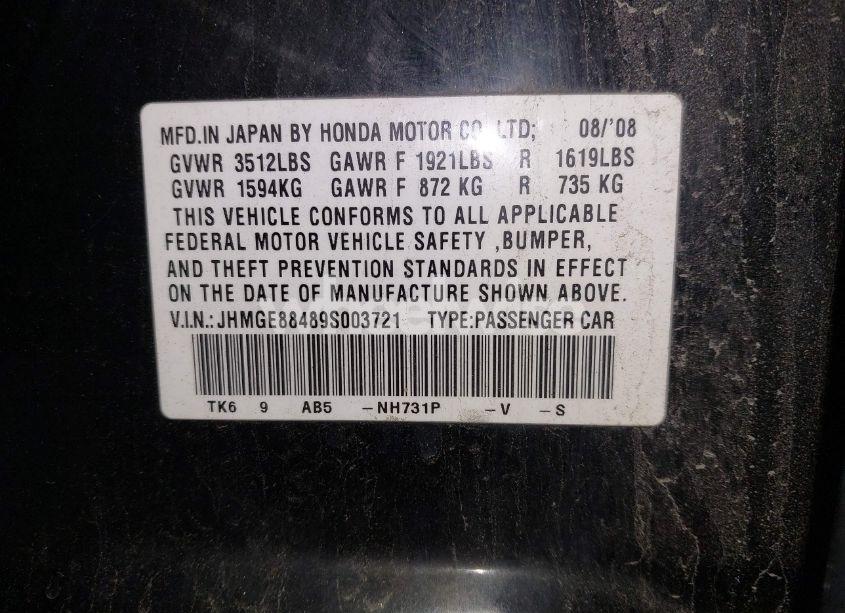 MFD.IN JAPAN BY HONDA MOTOR CO LTD; 08/'08
GVWR 3512LBS GAWR F 1921LBS R 1619LBS
GVWR 1594KG GAWR F 872 KG R 735 KG
THIS VEHICLE CONFORMS TO ALL APPLICABLE
FEDERAL MOTOR VEHICLE SAFETY ,BUMPER,
AND THEFT PREVENTION STANDARDS IN EFFECT
ON THE DATE OF MANUFACTURE SHOWN ABOVE.
V.I.N.: JHMGE88489S003721 TYPE:PASSENGER CAR
TK6 9 AB5 -NH731P -V -S